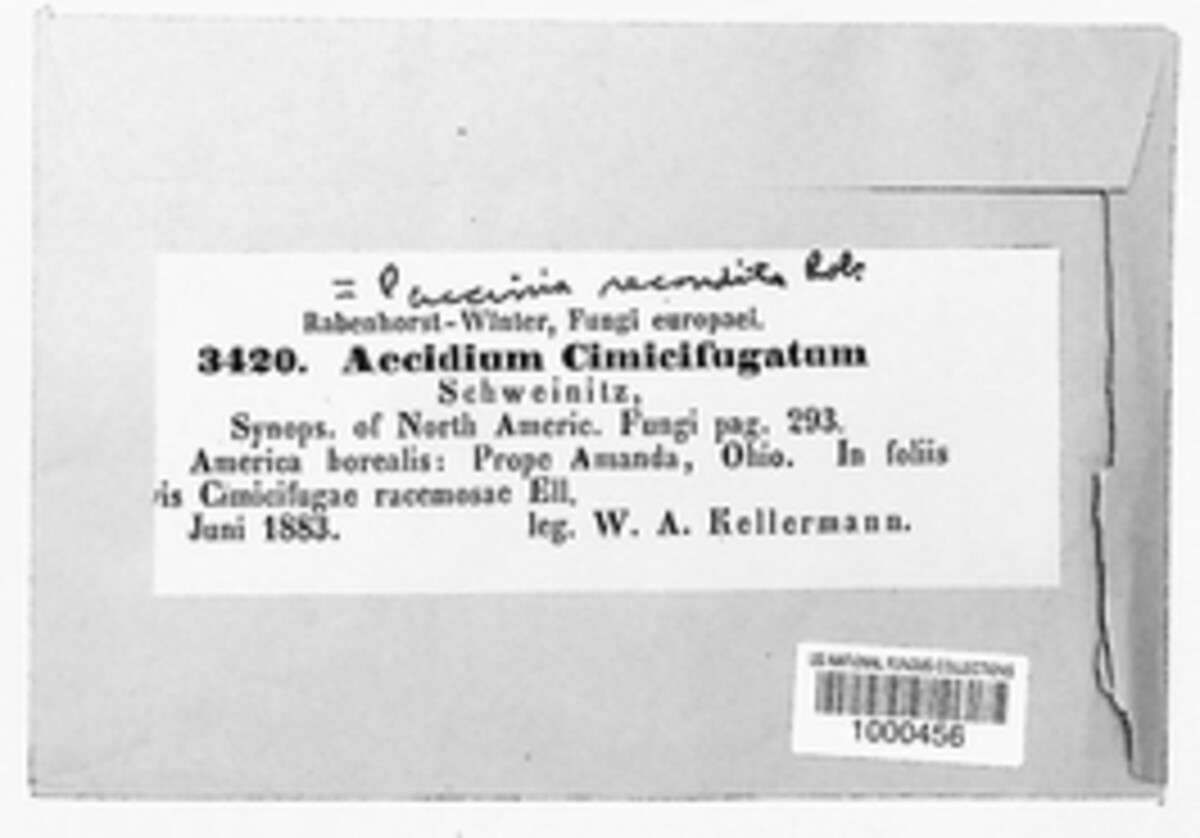 = Puccinia recondita Rob.
Rabenhorst-Winter, Fungi europaei.
3420. Aecidium Cimicifugatum
Schweinitz,
Synops. of North Americ. Fungi pag. 293.
America borealis: Prope Amanda, Ohio. In foliis
vis Cimicifugae racemosae Ell.
Juni 1883. leg. W. A. Kellermann.
US NATIONAL FUNGUS COLLECTIONS
1000456